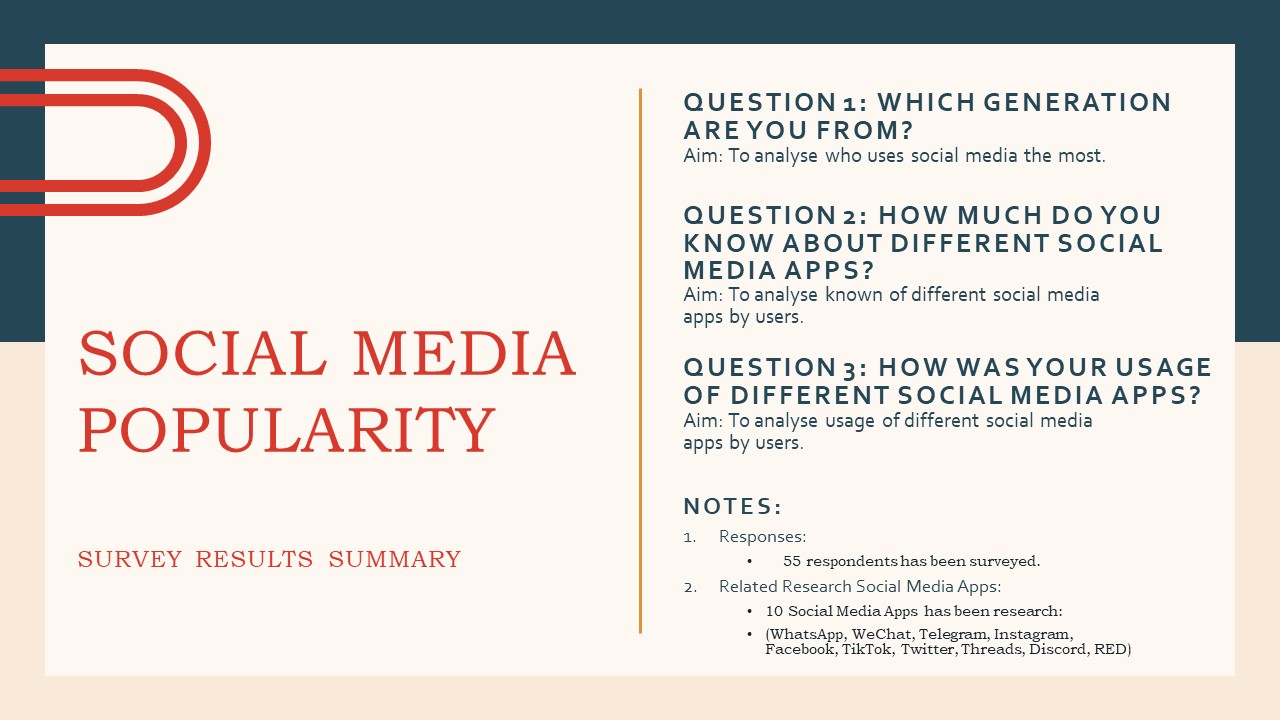 SOCIAL MEDIA
POPULARITY
SURVEY RESULTS SUMMARY
QUESTION 1: WHICH GENERATION
ARE YOU FROM?
Aim: To analyse who uses social media the most.
QUESTION 2: HOW MUCH DO YOU
KNOW ABOUT DIFFERENT SOCIAL
MEDIA APPS?
Aim: To analyse known of different social media
apps by users.
QUESTION 3: HOW WAS YOUR USAGE
OF DIFFERENT SOCIAL MEDIA APPS?
Aim: To analyse usage of different social media
apps by users.
NOTES:
1. Responses:
• 55 respondents has been surveyed.
2. Related Research Social Media Apps:
• 10 Social Media Apps has been research:
• (WhatsApp, WeChat, Telegram, Instagram,
Facebook, TikTok, Twitter, Threads, Discord, RED)